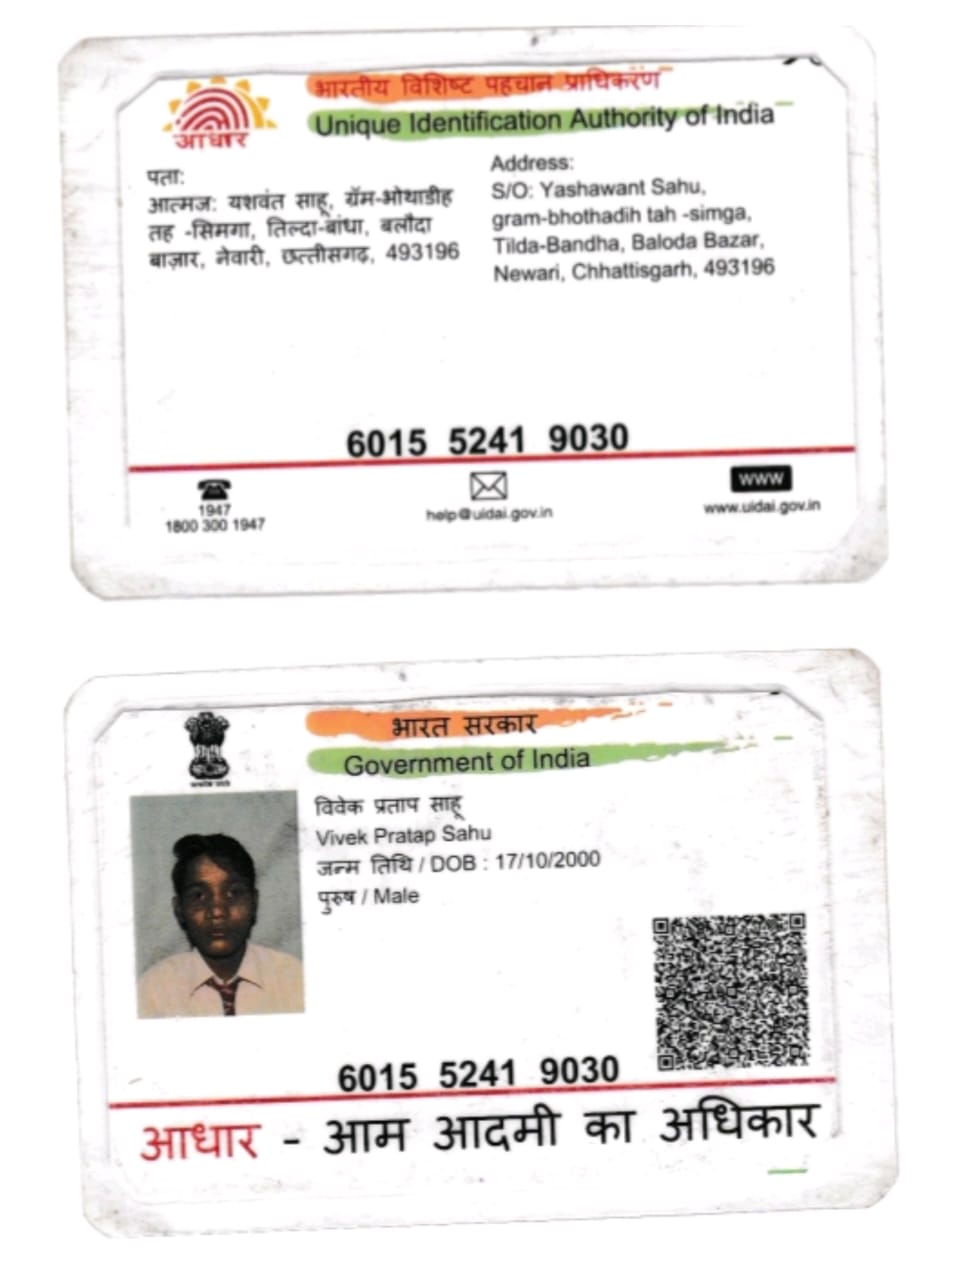 भारतीय विशिष्ट पहचान प्राधिकरण
Unique Identification Authority of India
आधार
पता:
आत्मज: यशवंत साहू, ग्रॅम-भोथाडीह
तह -सिमगा, तिल्दा-बांधा, बलौदा
बाज़ार, नेवारी, छत्तीसगढ़, 493196
Address:
S/O: Yashawant Sahu,
gram-bhothadih tah -simga,
Tilda-Bandha, Baloda Bazar,
Newari, Chhattisgarh, 493196
6015 5241 9030
1947
1800 300 1947
help@uidai.gov.in
www
www.uidai.gov.in
भारत सरकार
Government of India
विवेक प्रताप साहू
Vivek Pratap Sahu
जन्म तिथि / DOB : 17/10/2000
पुरुष / Male
6015 5241 9030
आधार - आम आदमी का अधिकार